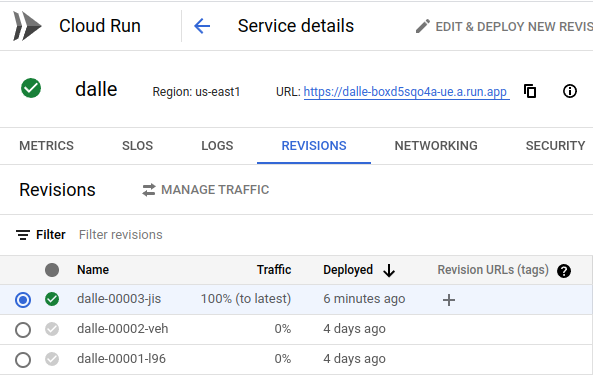 Cloud Run Service details EDIT & DEPLOY NEW REVIS
dalle Region: us-east1 URL: https://dalle-boxd5sqo4a-ue.a.run.app
METRICS SLOS LOGS REVISIONS NETWORKING SECURITY
Revisions MANAGE TRAFFIC
Filter Filter revisions
Name Traffic Deployed Revision URLs (tags)
dalle-00003-jis 100% (to latest) 6 minutes ago
dalle-00002-veh 0% 4 days ago
dalle-00001-l96 0% 4 days ago